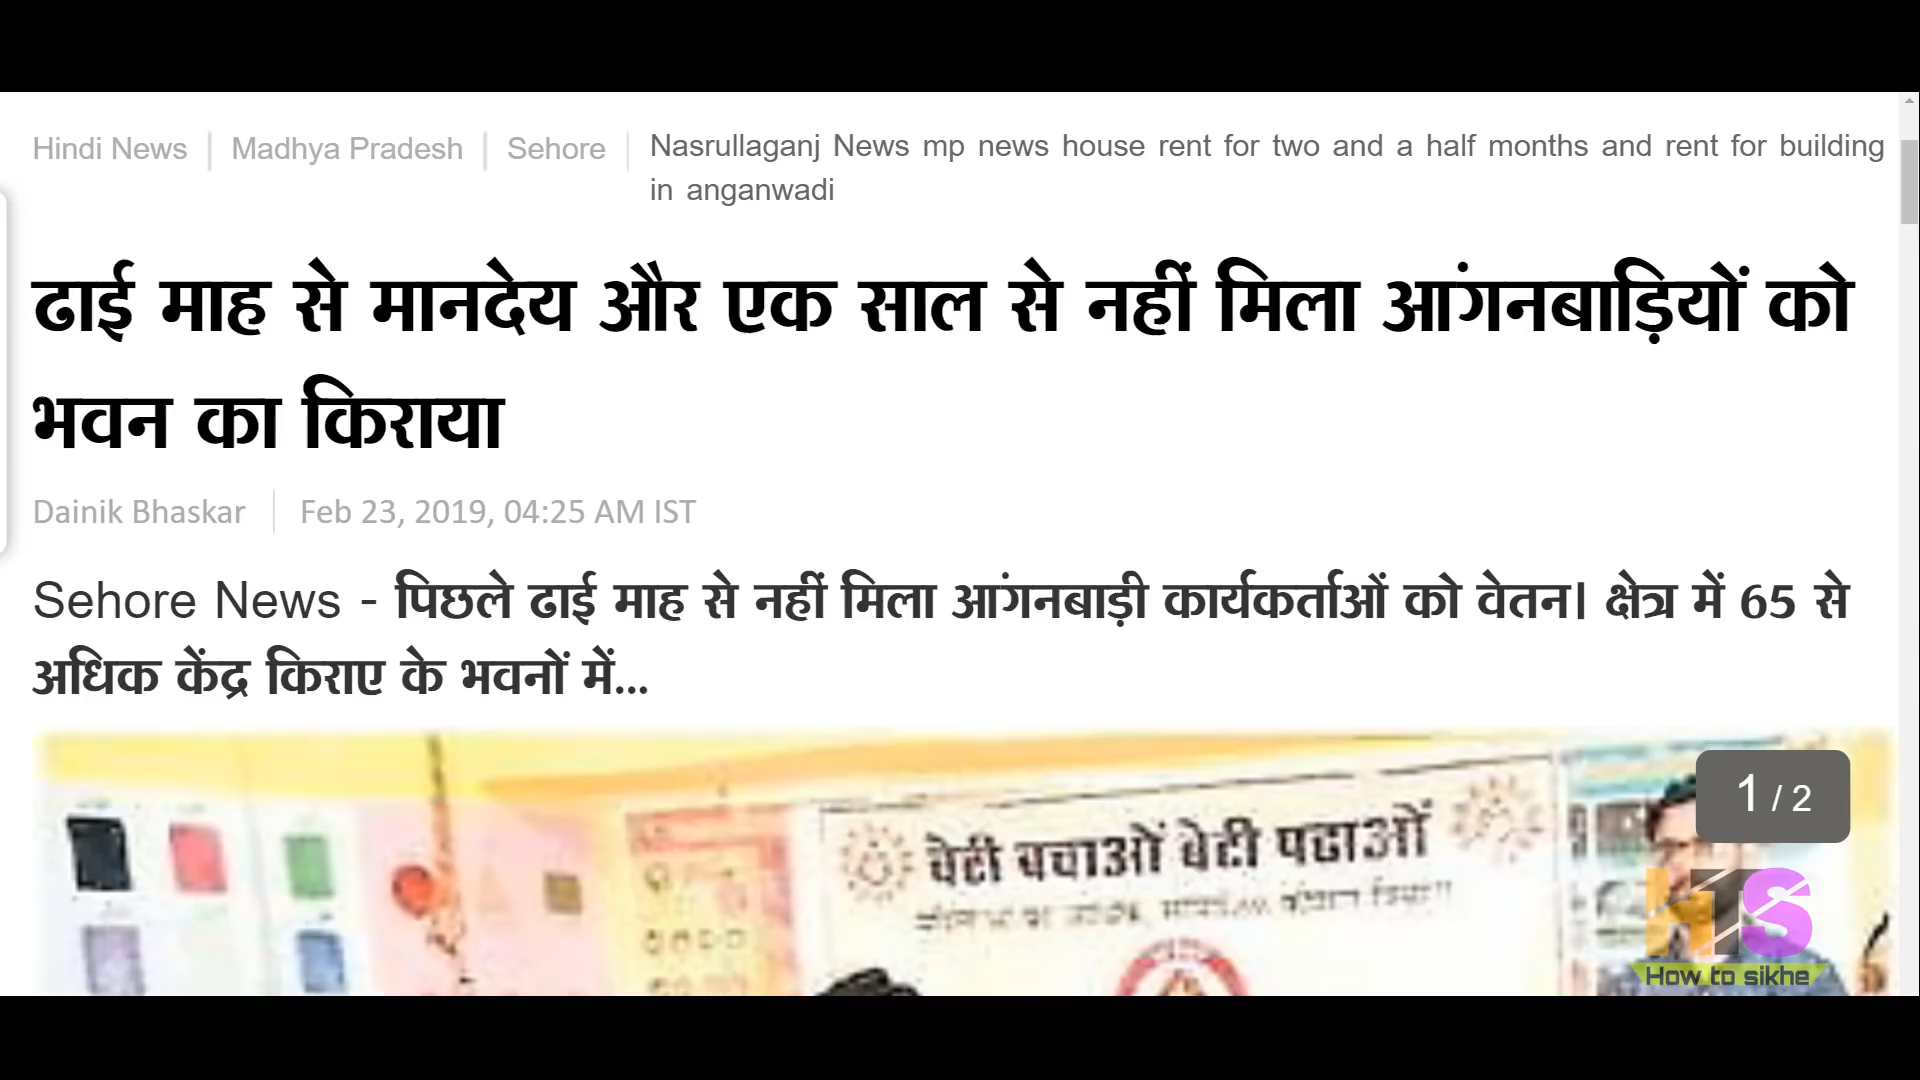 Hindi News | Madhya Pradesh | Sehore | Nasrullaganj News mp news house rent for two and a half months and rent for building
in anganwadi
ढाई माह से मानदेय और एक साल से नहीं मिला आंगनबाड़ियों को
भवन का किराया
Dainik Bhaskar | Feb 23, 2019, 04:25 AM IST
Sehore News - पिछले ढाई माह से नहीं मिला आंगनबाड़ी कार्यकर्ताओं को वेतन। क्षेत्र में 65 से
अधिक केंद्र किराए के भवनों में...
1 / 2
बेटी बचाओं बेटी पढाओं
HTS
How to sikhe